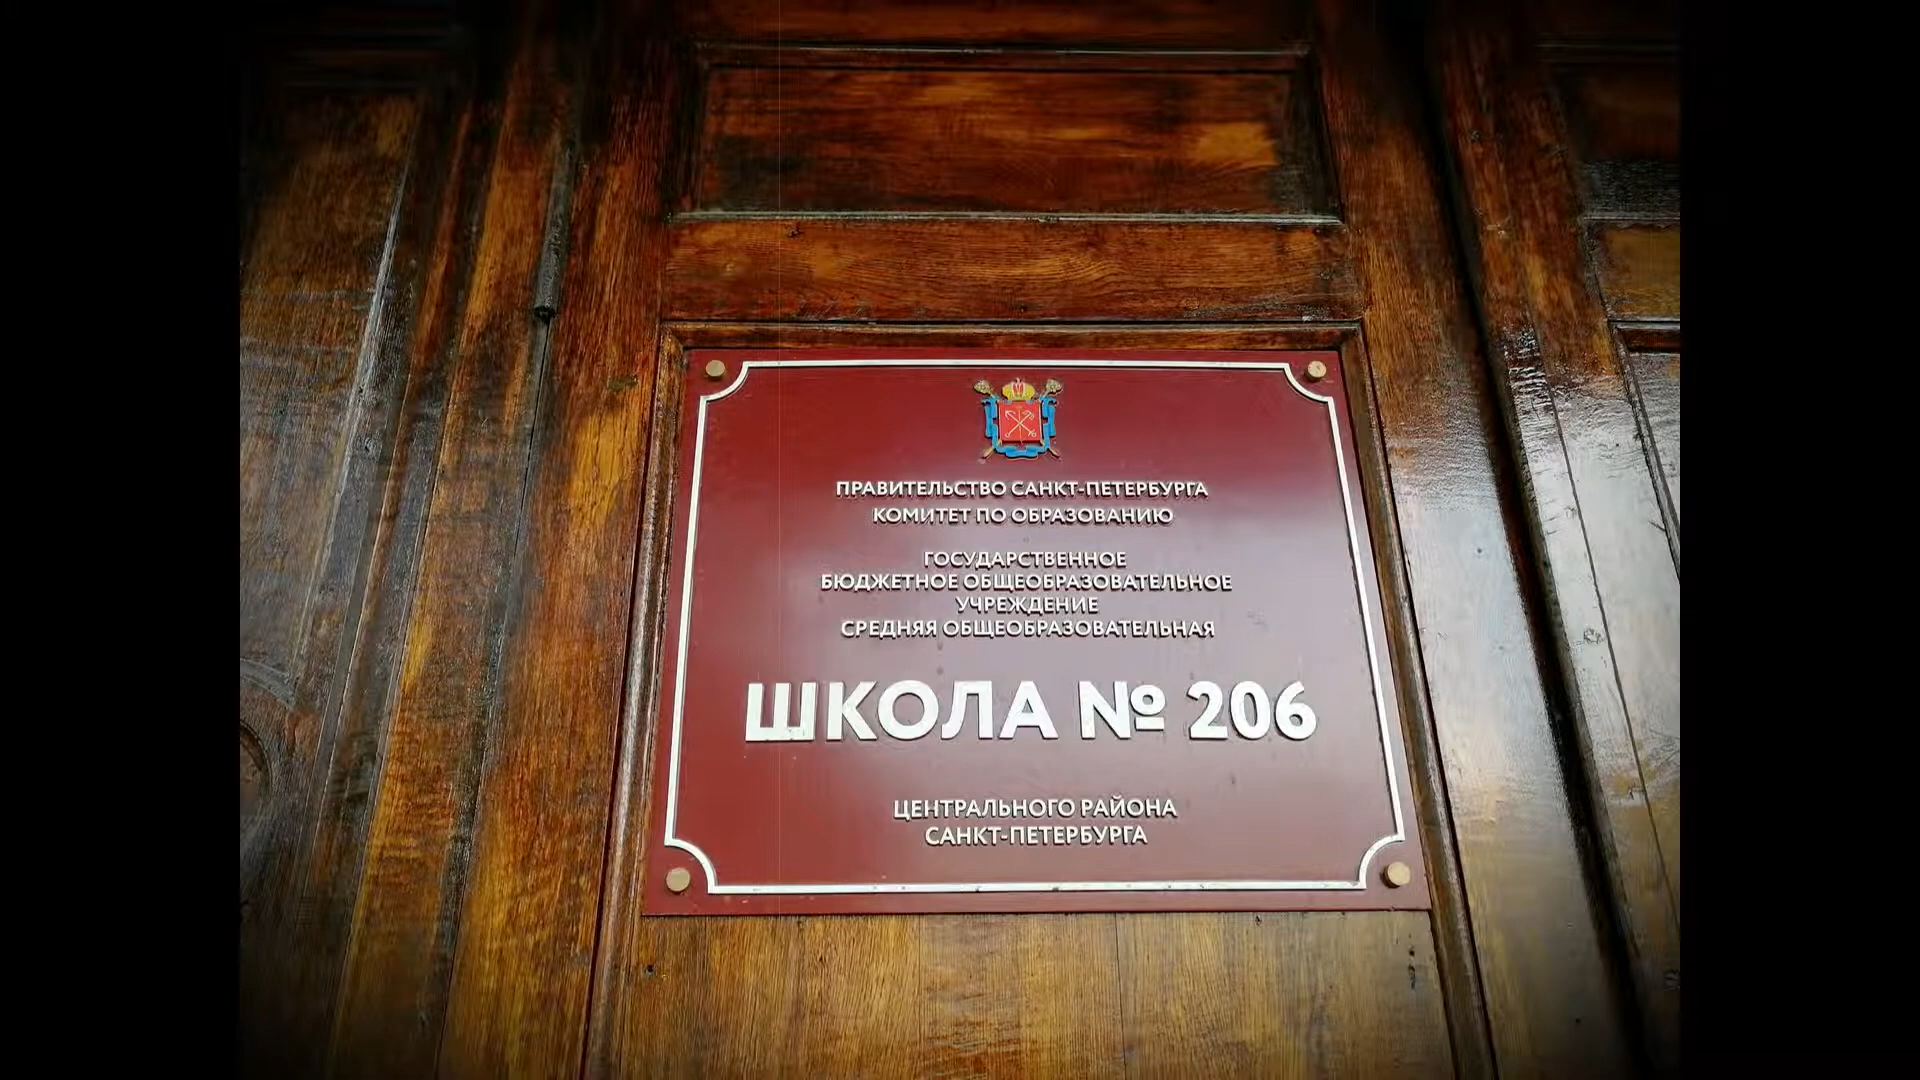 ПРАВИТЕЛЬСТВО САНКТ-ПЕТЕРБУРГА
КОМИТЕТ ПО ОБРАЗОВАНИЮ
ГОСУДАРСТВЕННОЕ
БЮДЖЕТНОЕ ОБЩЕОБРАЗОВАТЕЛЬНОЕ
УЧРЕЖДЕНИЕ
СРЕДНЯЯ ОБЩЕОБРАЗОВАТЕЛЬНАЯ
ШКОЛА № 206
ЦЕНТРАЛЬНОГО РАЙОНА
САНКТ-ПЕТЕРБУРГА